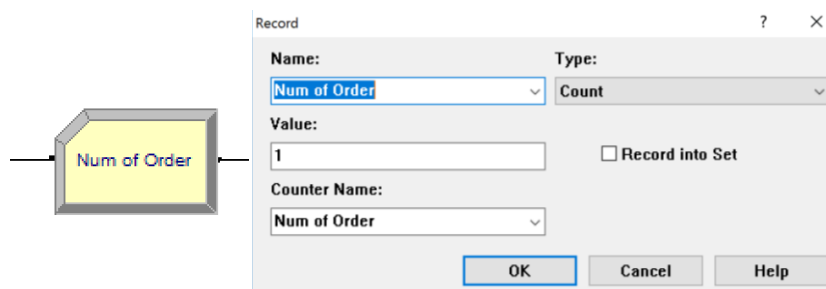 Num of Order
Record ? ×
Name: Type:
Num of Order Count
Value:
1 Record into Set
Counter Name:
Num of Order
OK Cancel Help